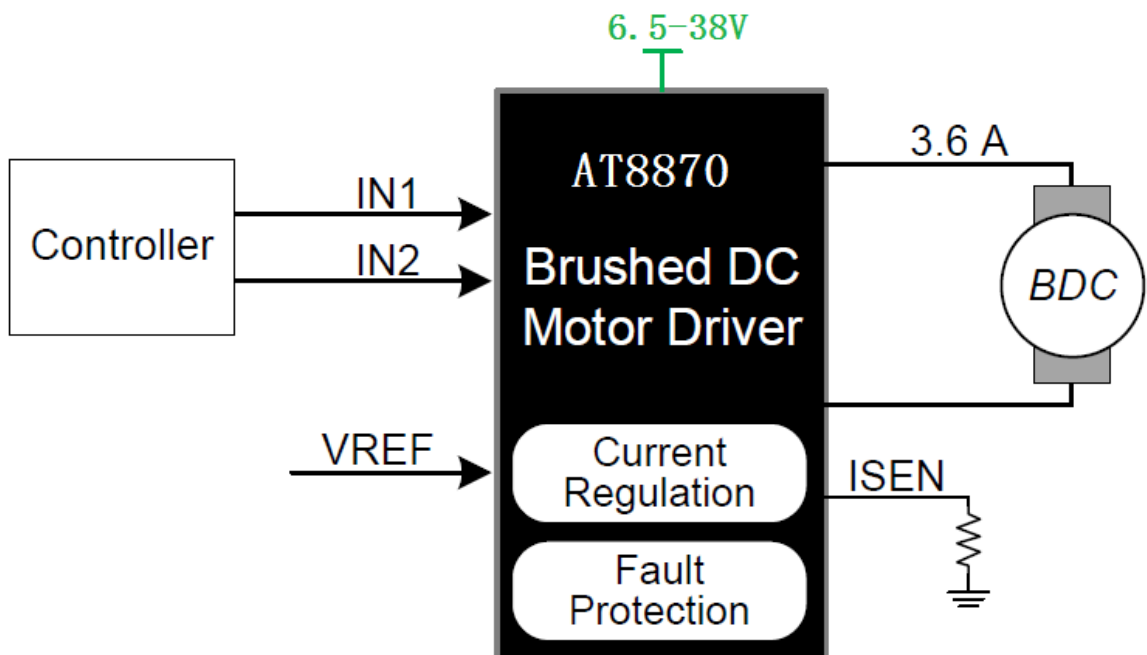 6.5-38V
AT8870
3.6 A
IN1
Controller
IN2
Brushed DC
Motor Driver
BDC
VREF
Current
Regulation
ISEN
Fault
Protection